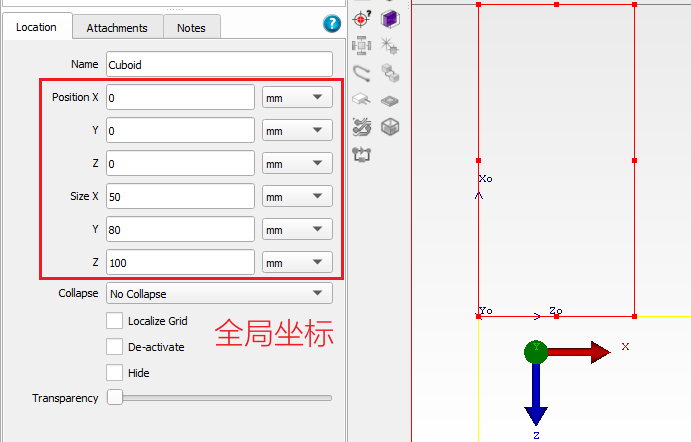 Location Attachments Notes ?
Name Cuboid
Position X 0 mm
Y 0 mm
Z 0 mm
Size X 50 mm
Y 80 mm
Z 100 mm
Collapse No Collapse
Localize Grid
De-activate
Hide
全局坐标
Transparency
Xo
Yo Zo
Y X
Z